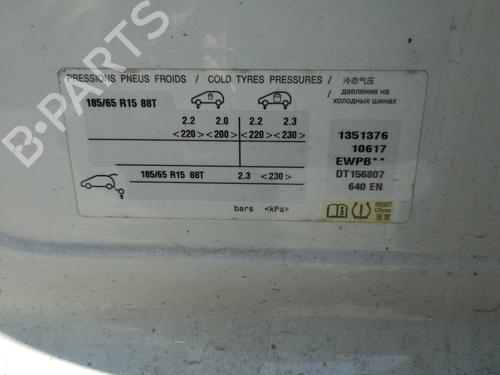 B-PARTS
PRESSIONS PNEUS FROIDS / COLD TYRES PRESSURES / 冷态气压
/ давление на
холодных шинах
185/65 R15 88T
2.2 2.0 2.2 2.3
<220> <200> <220> <230>
1351376
10617
EWPB**
DT156807
640 EN
185/65 R15 88T 2.3 <230>
bars <kPa>
RESET